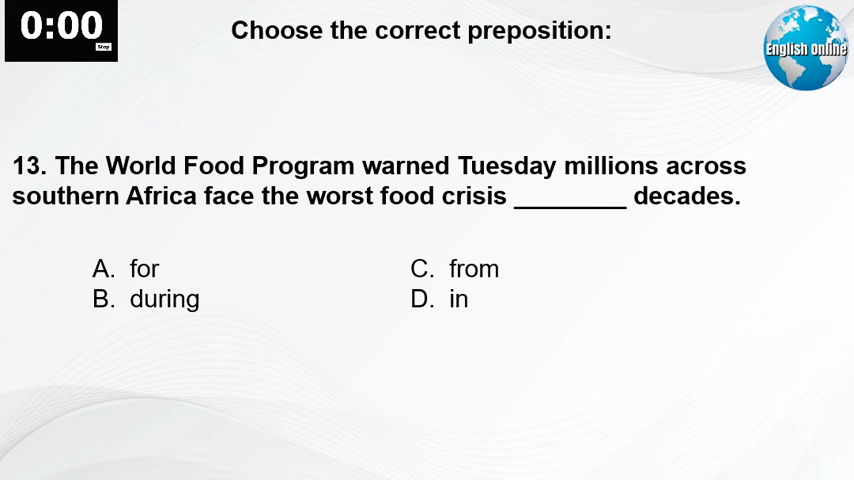 0:00
Stop
Choose the correct preposition:
English Online
13. The World Food Program warned Tuesday millions across
southern Africa face the worst food crisis ________ decades.
A. for
B. during
C. from
D. in